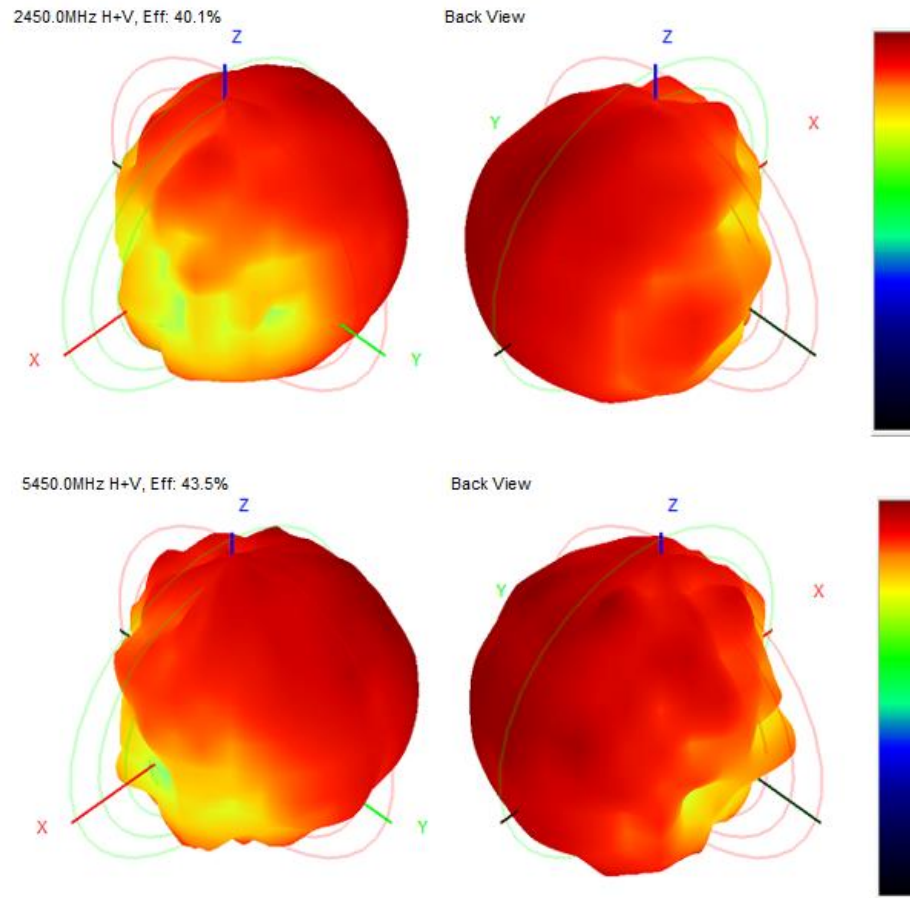 2450.0MHz H+V, Eff: 40.1%
Back View
Z
Z
Y
X
X
Y
5450.0MHz H+V, Eff: 43.5%
Back View
Z
Z
Y
X
X
Y